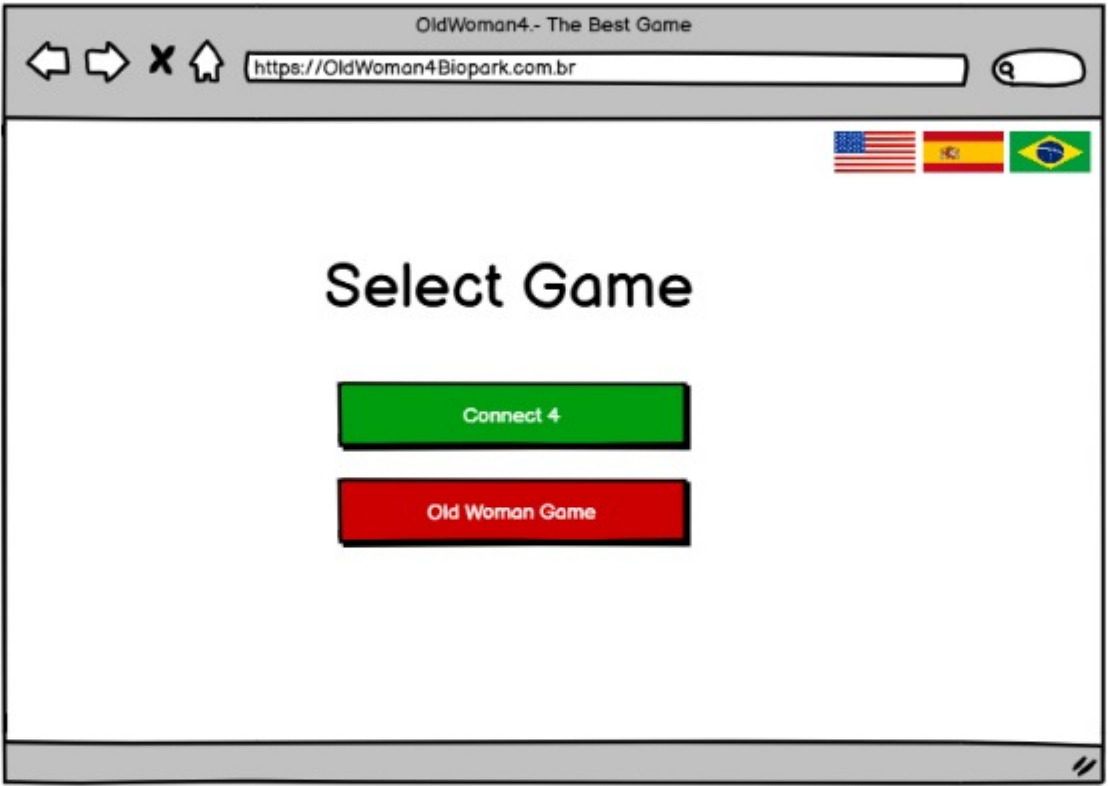 OldWoman4.- The Best Game
https://OldWoman4Biopark.com.br
Select Game
Connect 4
Old Woman Game